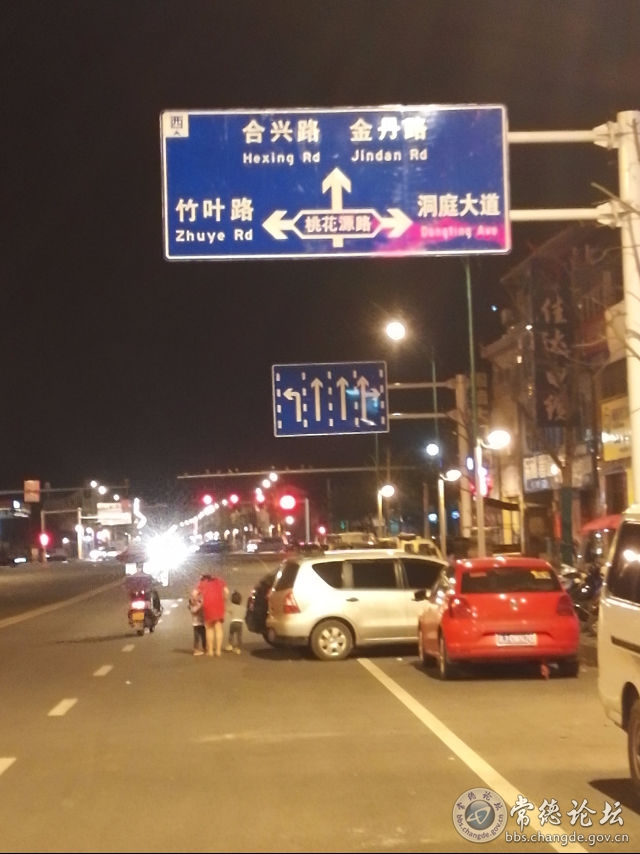 西
合兴路 金丹路
Hexing Rd Jindan Rd
竹叶路 桃花源路 洞庭大道
Zhuye Rd Dongting Ave
常德论坛
bbs.changde.gov.cn